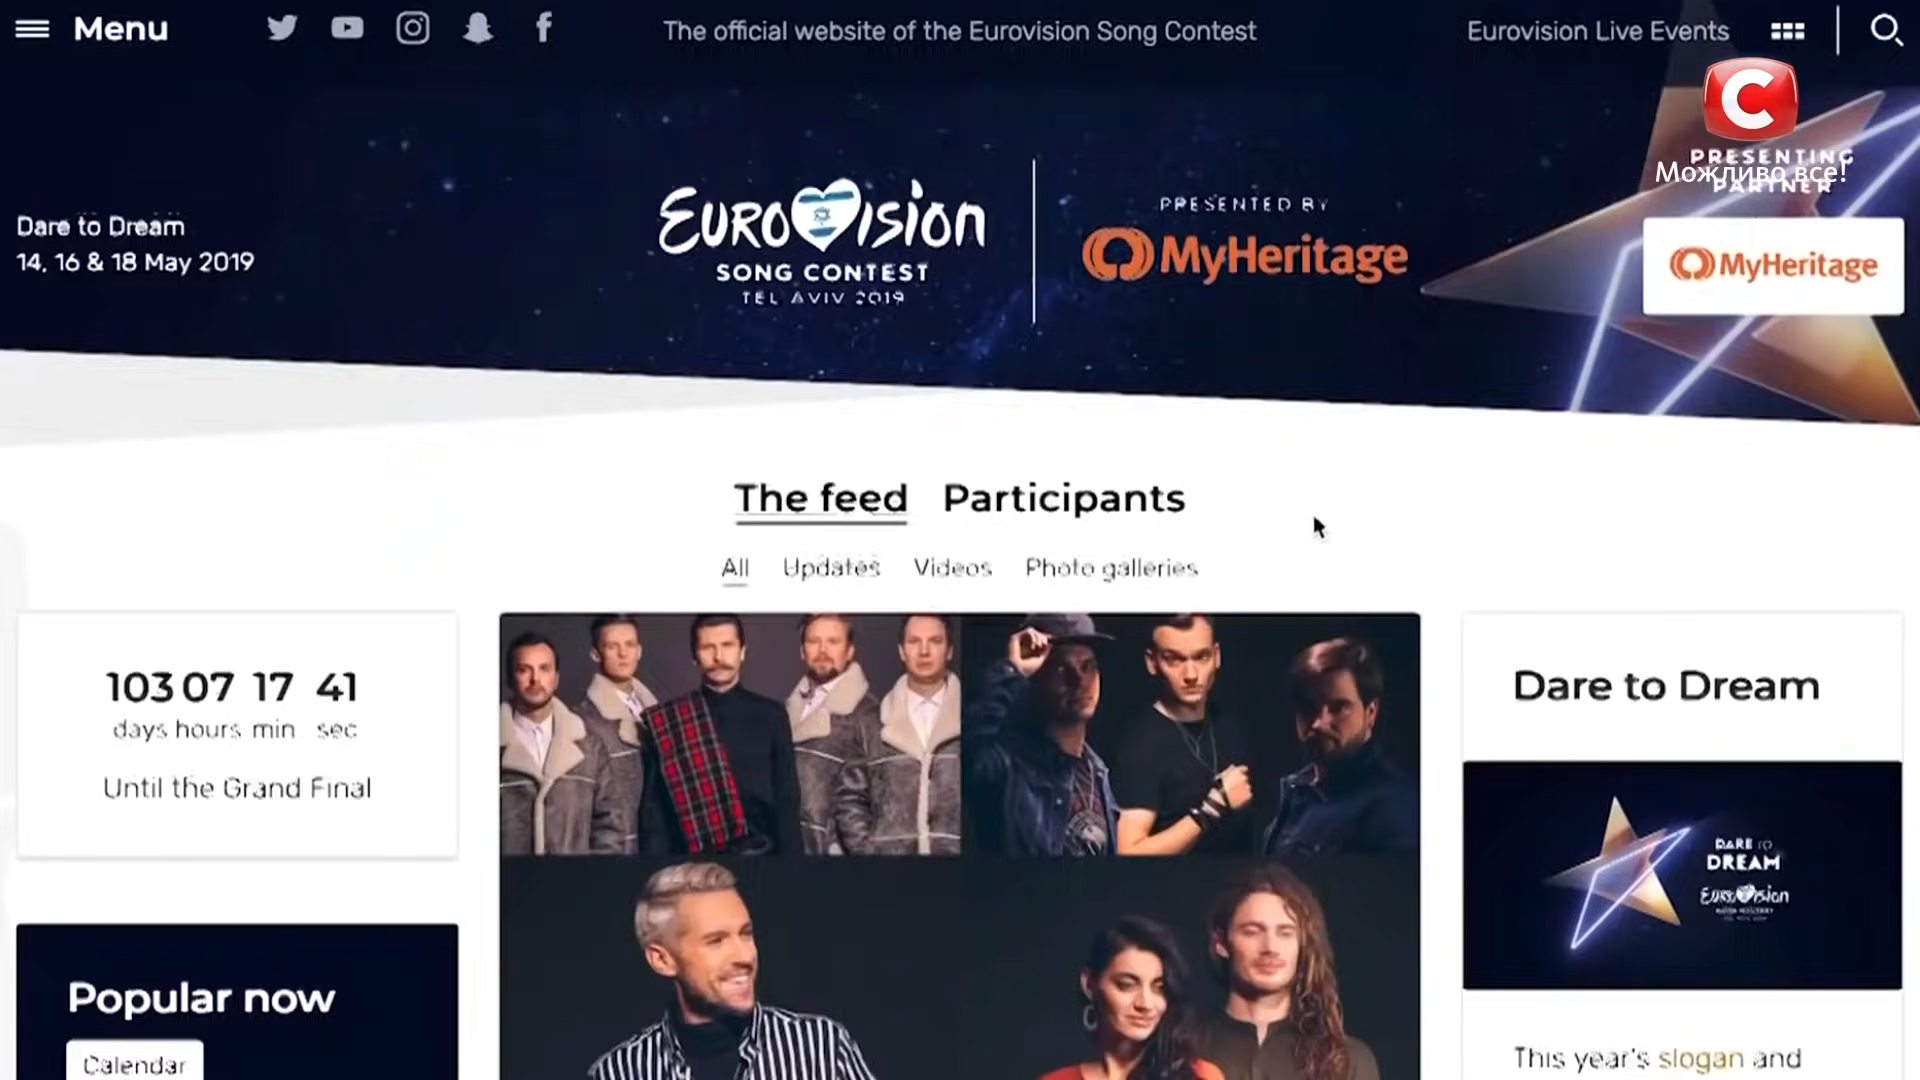 Menu
The official website of the Eurovision Song Contest
Eurovision Live Events
C
PRESENTING
PARTNER
Можливо все!
Dare to Dream
14, 16 & 18 May 2019
EUROVISION
SONG CONTEST
TEL AVIV 2019
PRESENTED BY
MyHeritage
MyHeritage
The feed Participants
All Updates Videos Photo galleries
103 07 17 41
days hours min sec
Until the Grand Final
Dare to Dream
DARE TO
DREAM
EUROVISION
Popular now
Calendar
This year's slogan and